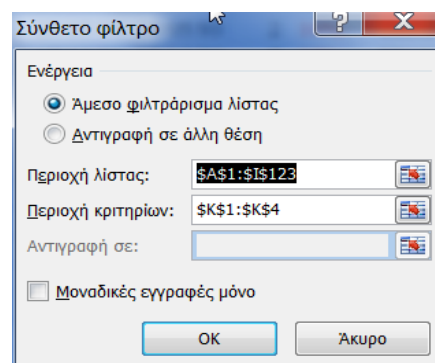 Σύνθετο φίλτρο
Ενέργεια
Άμεσο φιλτράρισμα λίστας
Αντιγραφή σε άλλη θέση
Περιοχή λίστας: $A$1:$I$123
Περιοχή κριτηρίων: $K$1:$K$4
Αντιγραφή σε:
Μοναδικές εγγραφές μόνο
OK Άκυρο